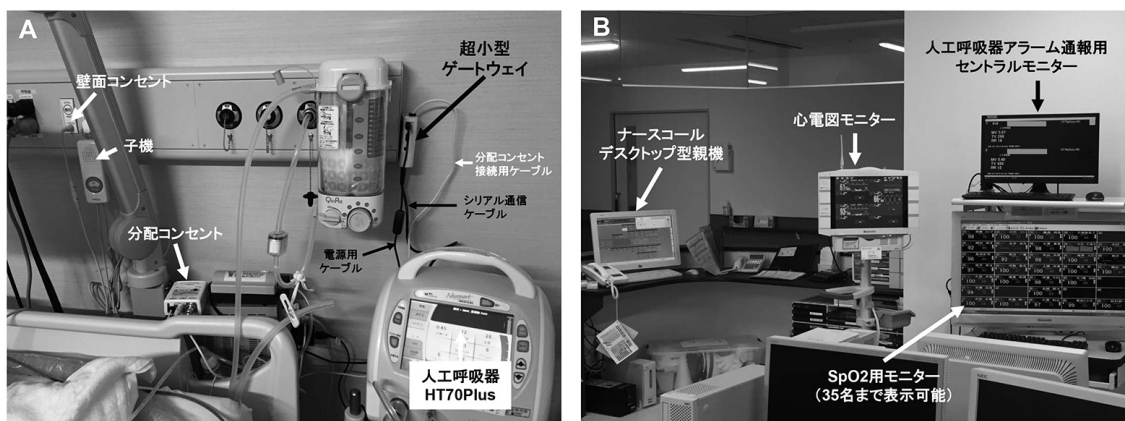 A
壁面コンセント
子機
分配コンセント
超小型
ゲートウェイ
分配コンセント
接続用ケーブル
シリアル通信
ケーブル
電源用
ケーブル
人工呼吸器
HT70Plus
B
人工呼吸器アラーム通報用
セントラルモニター
心電図モニター
ナースコール
デスクトップ型親機
SpO2用モニター
（35名まで表示可能）